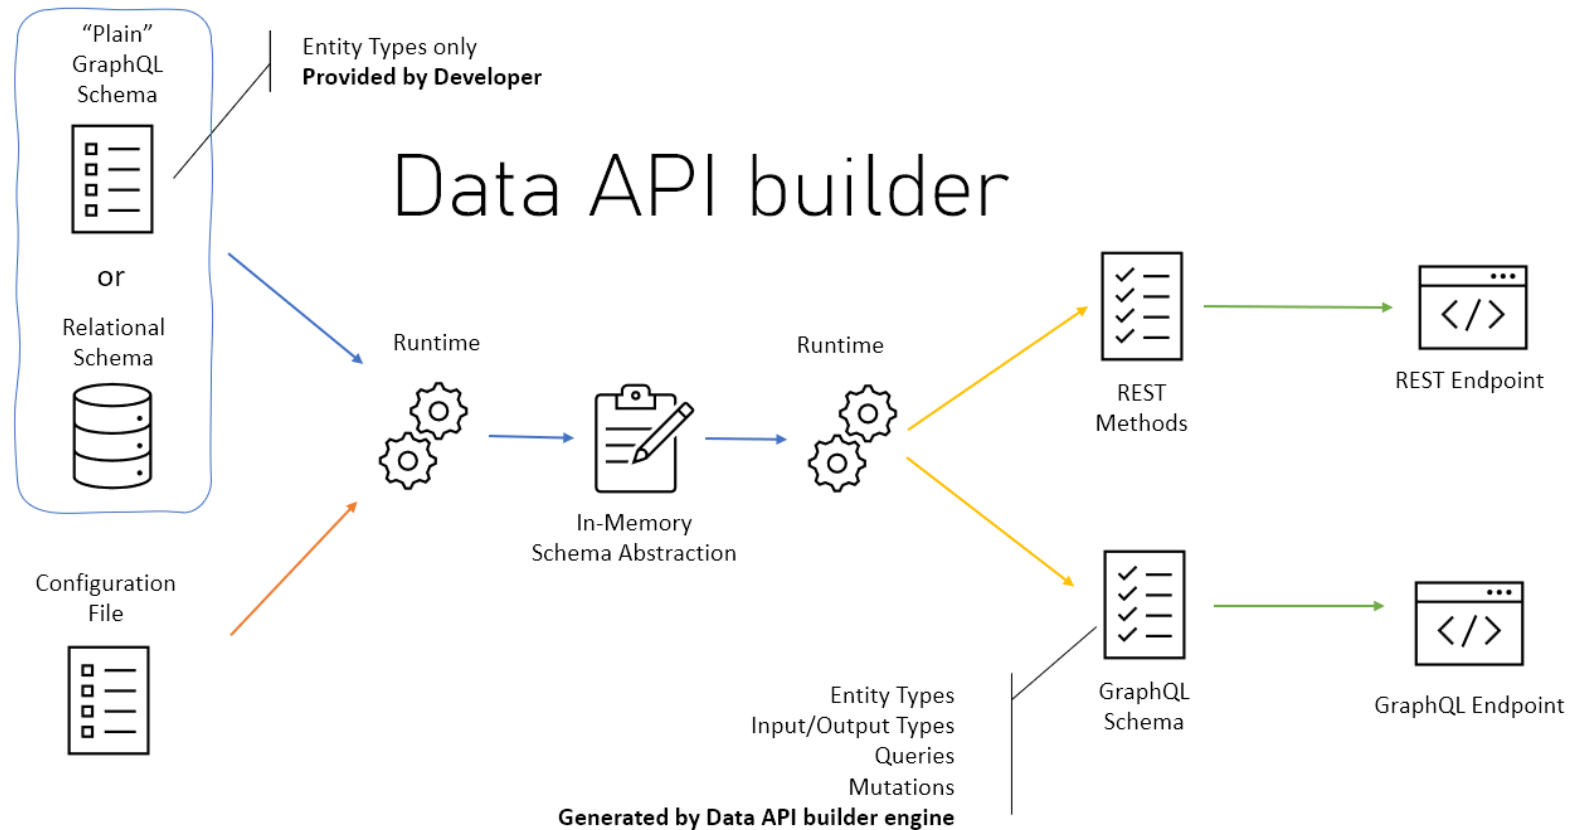 “Plain”
GraphQL
Schema
Entity Types only
Provided by Developer
Data API builder
or
Relational
Schema
Runtime
Runtime
In-Memory
Schema Abstraction
REST
Methods
REST Endpoint
Configuration
File
Entity Types
Input/Output Types
Queries
Mutations
Generated by Data API builder engine
GraphQL
Schema
GraphQL Endpoint